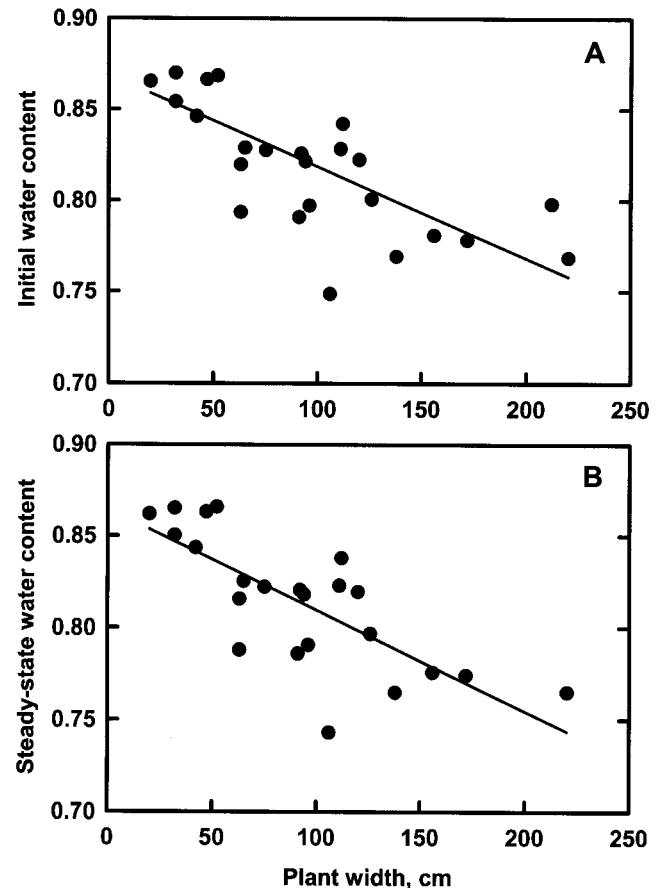 0.90
A
0.85
0.80
0.75
0.70
Initial water content
0 50 100 150 200 250
0.90
B
0.85
0.80
0.75
0.70
Steady-state water content
0 50 100 150 200 250
Plant width, cm